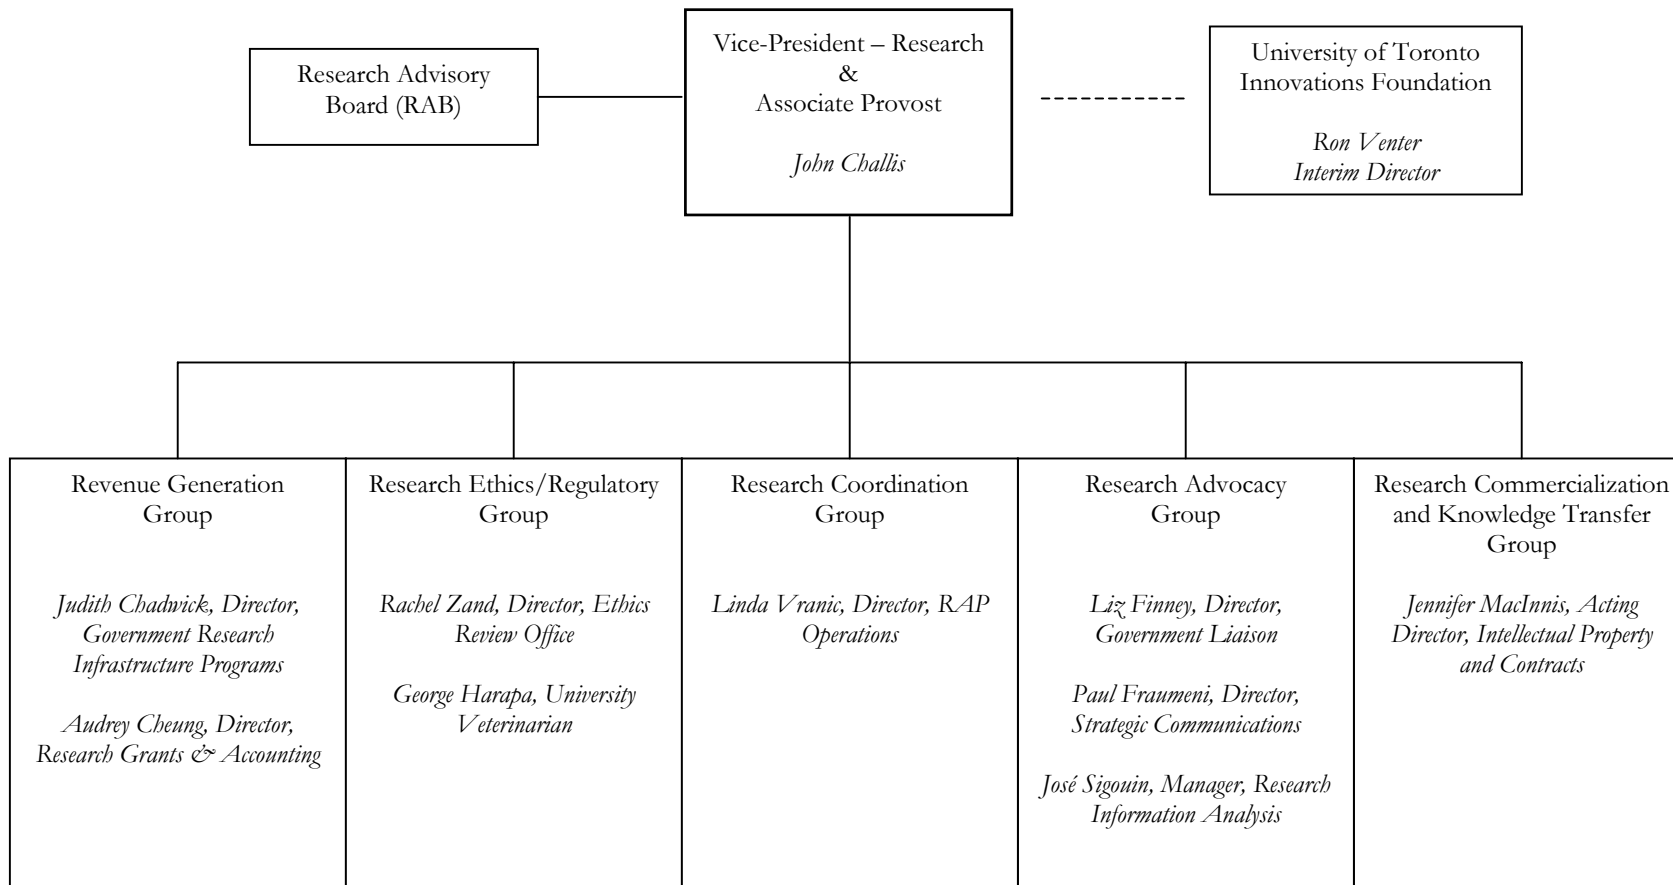 Research Advisory
Board (RAB)
Vice-President – Research
&
Associate Provost
John Challis
University of Toronto
Innovations Foundation
Ron Venter
Interim Director
Revenue Generation
Group
Judith Chadwick, Director,
Government Research
Infrastructure Programs
Audrey Cheung, Director,
Research Grants & Accounting
Research Ethics/Regulatory
Group
Rachel Zand, Director, Ethics
Review Office
George Harapa, University
Veterinarian
Research Coordination
Group
Linda Vranic, Director, RAP
Operations
Research Advocacy
Group
Liz Finney, Director,
Government Liaison
Paul Fraumeni, Director,
Strategic Communications
José Sigouin, Manager, Research
Information Analysis
Research Commercialization
and Knowledge Transfer
Group
Jennifer MacInnis, Acting
Director, Intellectual Property
and Contracts